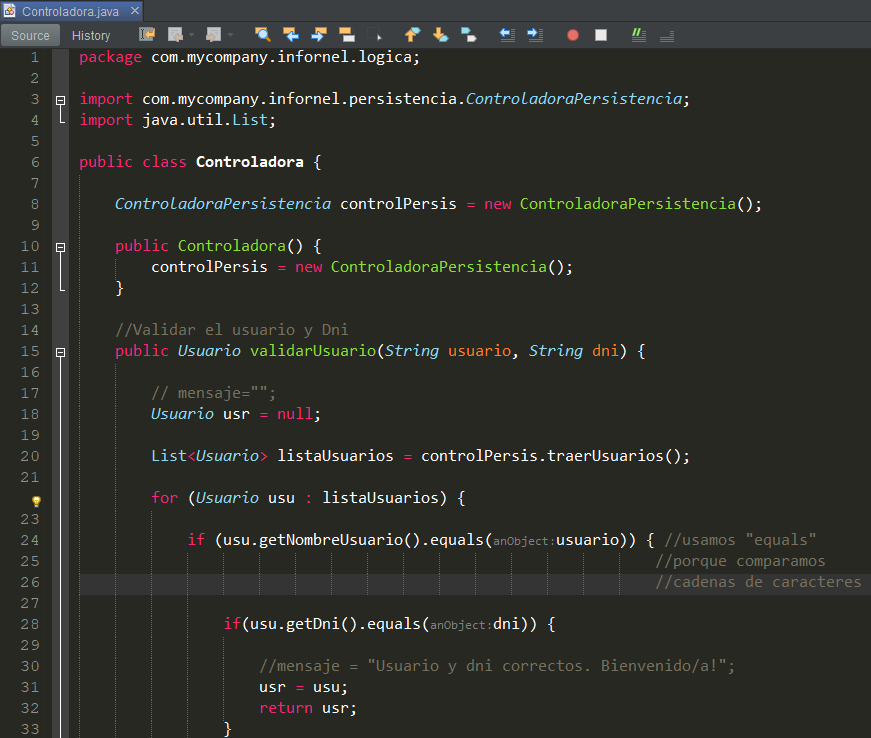 Controladora.java
Source History
1 package com.mycompany.infornel.logica;
2
3 import com.mycompany.infornel.persistencia.ControladoraPersistencia;
4 import java.util.List;
5
6 public class Controladora {
7
8 ControladoraPersistencia controlPersis = new ControladoraPersistencia();
9
10 public Controladora() {
11 controlPersis = new ControladoraPersistencia();
12 }
13
14 //Validar el usuario y Dni
15 public Usuario validarUsuario(String usuario, String dni) {
16
17 // mensaje="";
18 Usuario usr = null;
19
20 List<Usuario> listaUsuarios = controlPersis.traerUsuarios();
21
for (Usuario usu : listaUsuarios) {
23
24 if (usu.getNombreUsuario().equals(anObject:usuario)) { //usamos "equals"
25 //porque comparamos
26 //cadenas de caracteres
27
28 if(usu.getDni().equals(anObject:dni)) {
29
30 //mensaje = "Usuario y dni correctos. Bienvenido/a!";
31 usr = usu;
32 return usr;
33 }